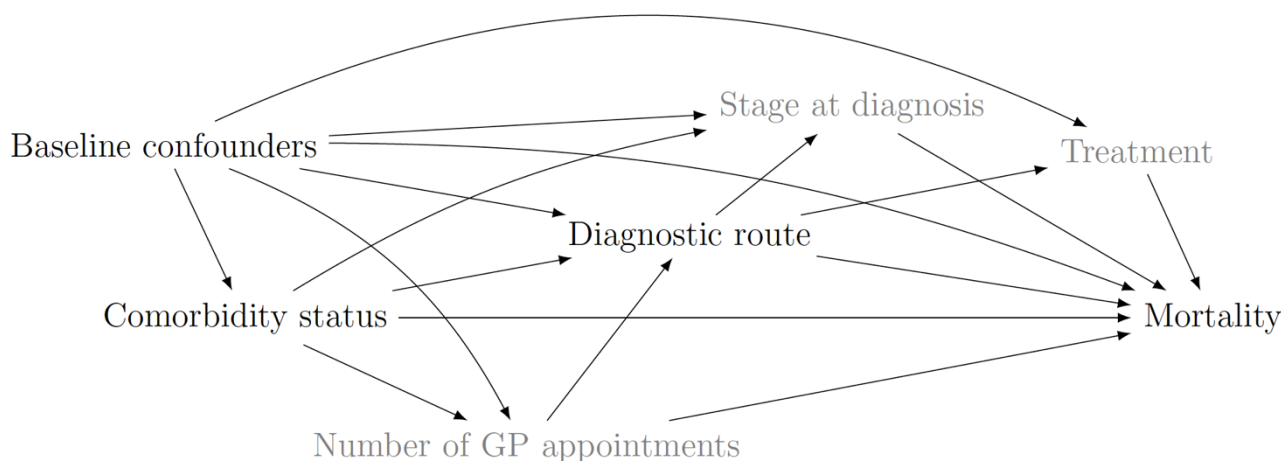 Stage at diagnosis
Baseline confounders
Treatment
Diagnostic route
Comorbidity status
Mortality
Number of GP appointments